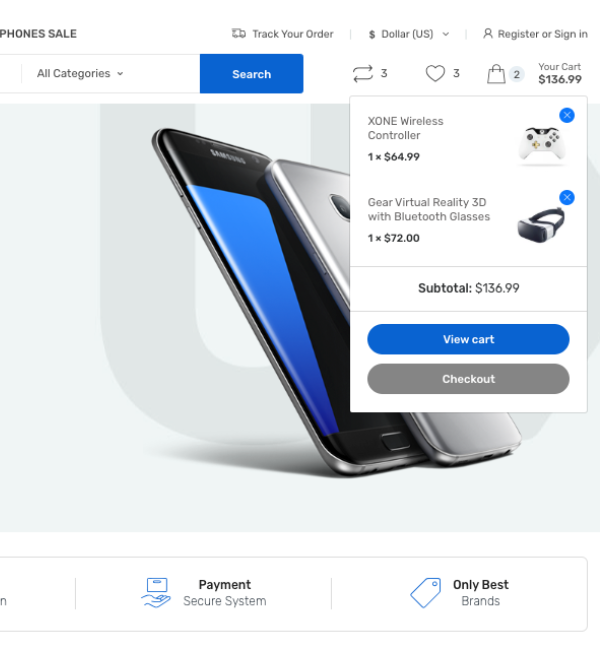 PHONES SALE
Track Your Order
$ Dollar (US)
Register or Sign in
All Categories
Search
3
3
2
Your Cart
$136.99
XONE Wireless
Controller
1 × $64.99
Gear Virtual Reality 3D
with Bluetooth Glasses
1 × $72.00
Subtotal: $136.99
View cart
Checkout
SAMSUNG
n
Payment
Secure System
Only Best
Brands